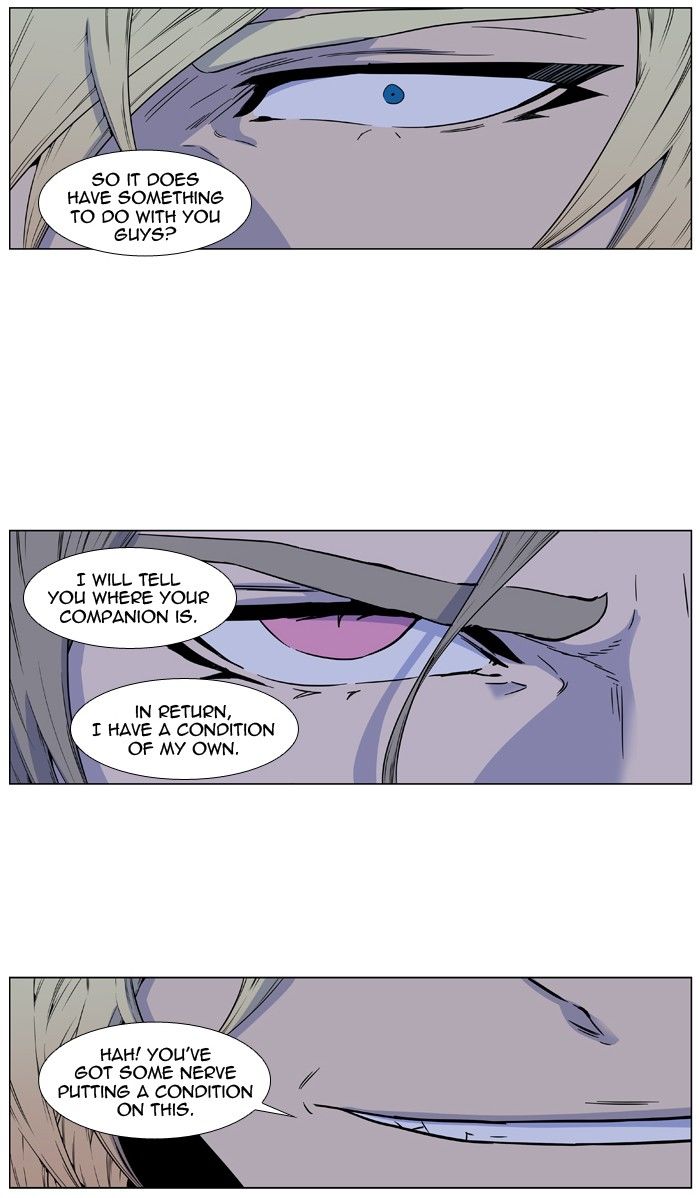 SO IT DOES
HAVE SOMETHING
TO DO WITH YOU
GUYS?
I WILL TELL
YOU WHERE YOUR
COMPANION IS.
IN RETURN,
I HAVE A CONDITION
OF MY OWN.
HAH! YOU'VE
GOT SOME NERVE
PUTTING A CONDITION
ON THIS.